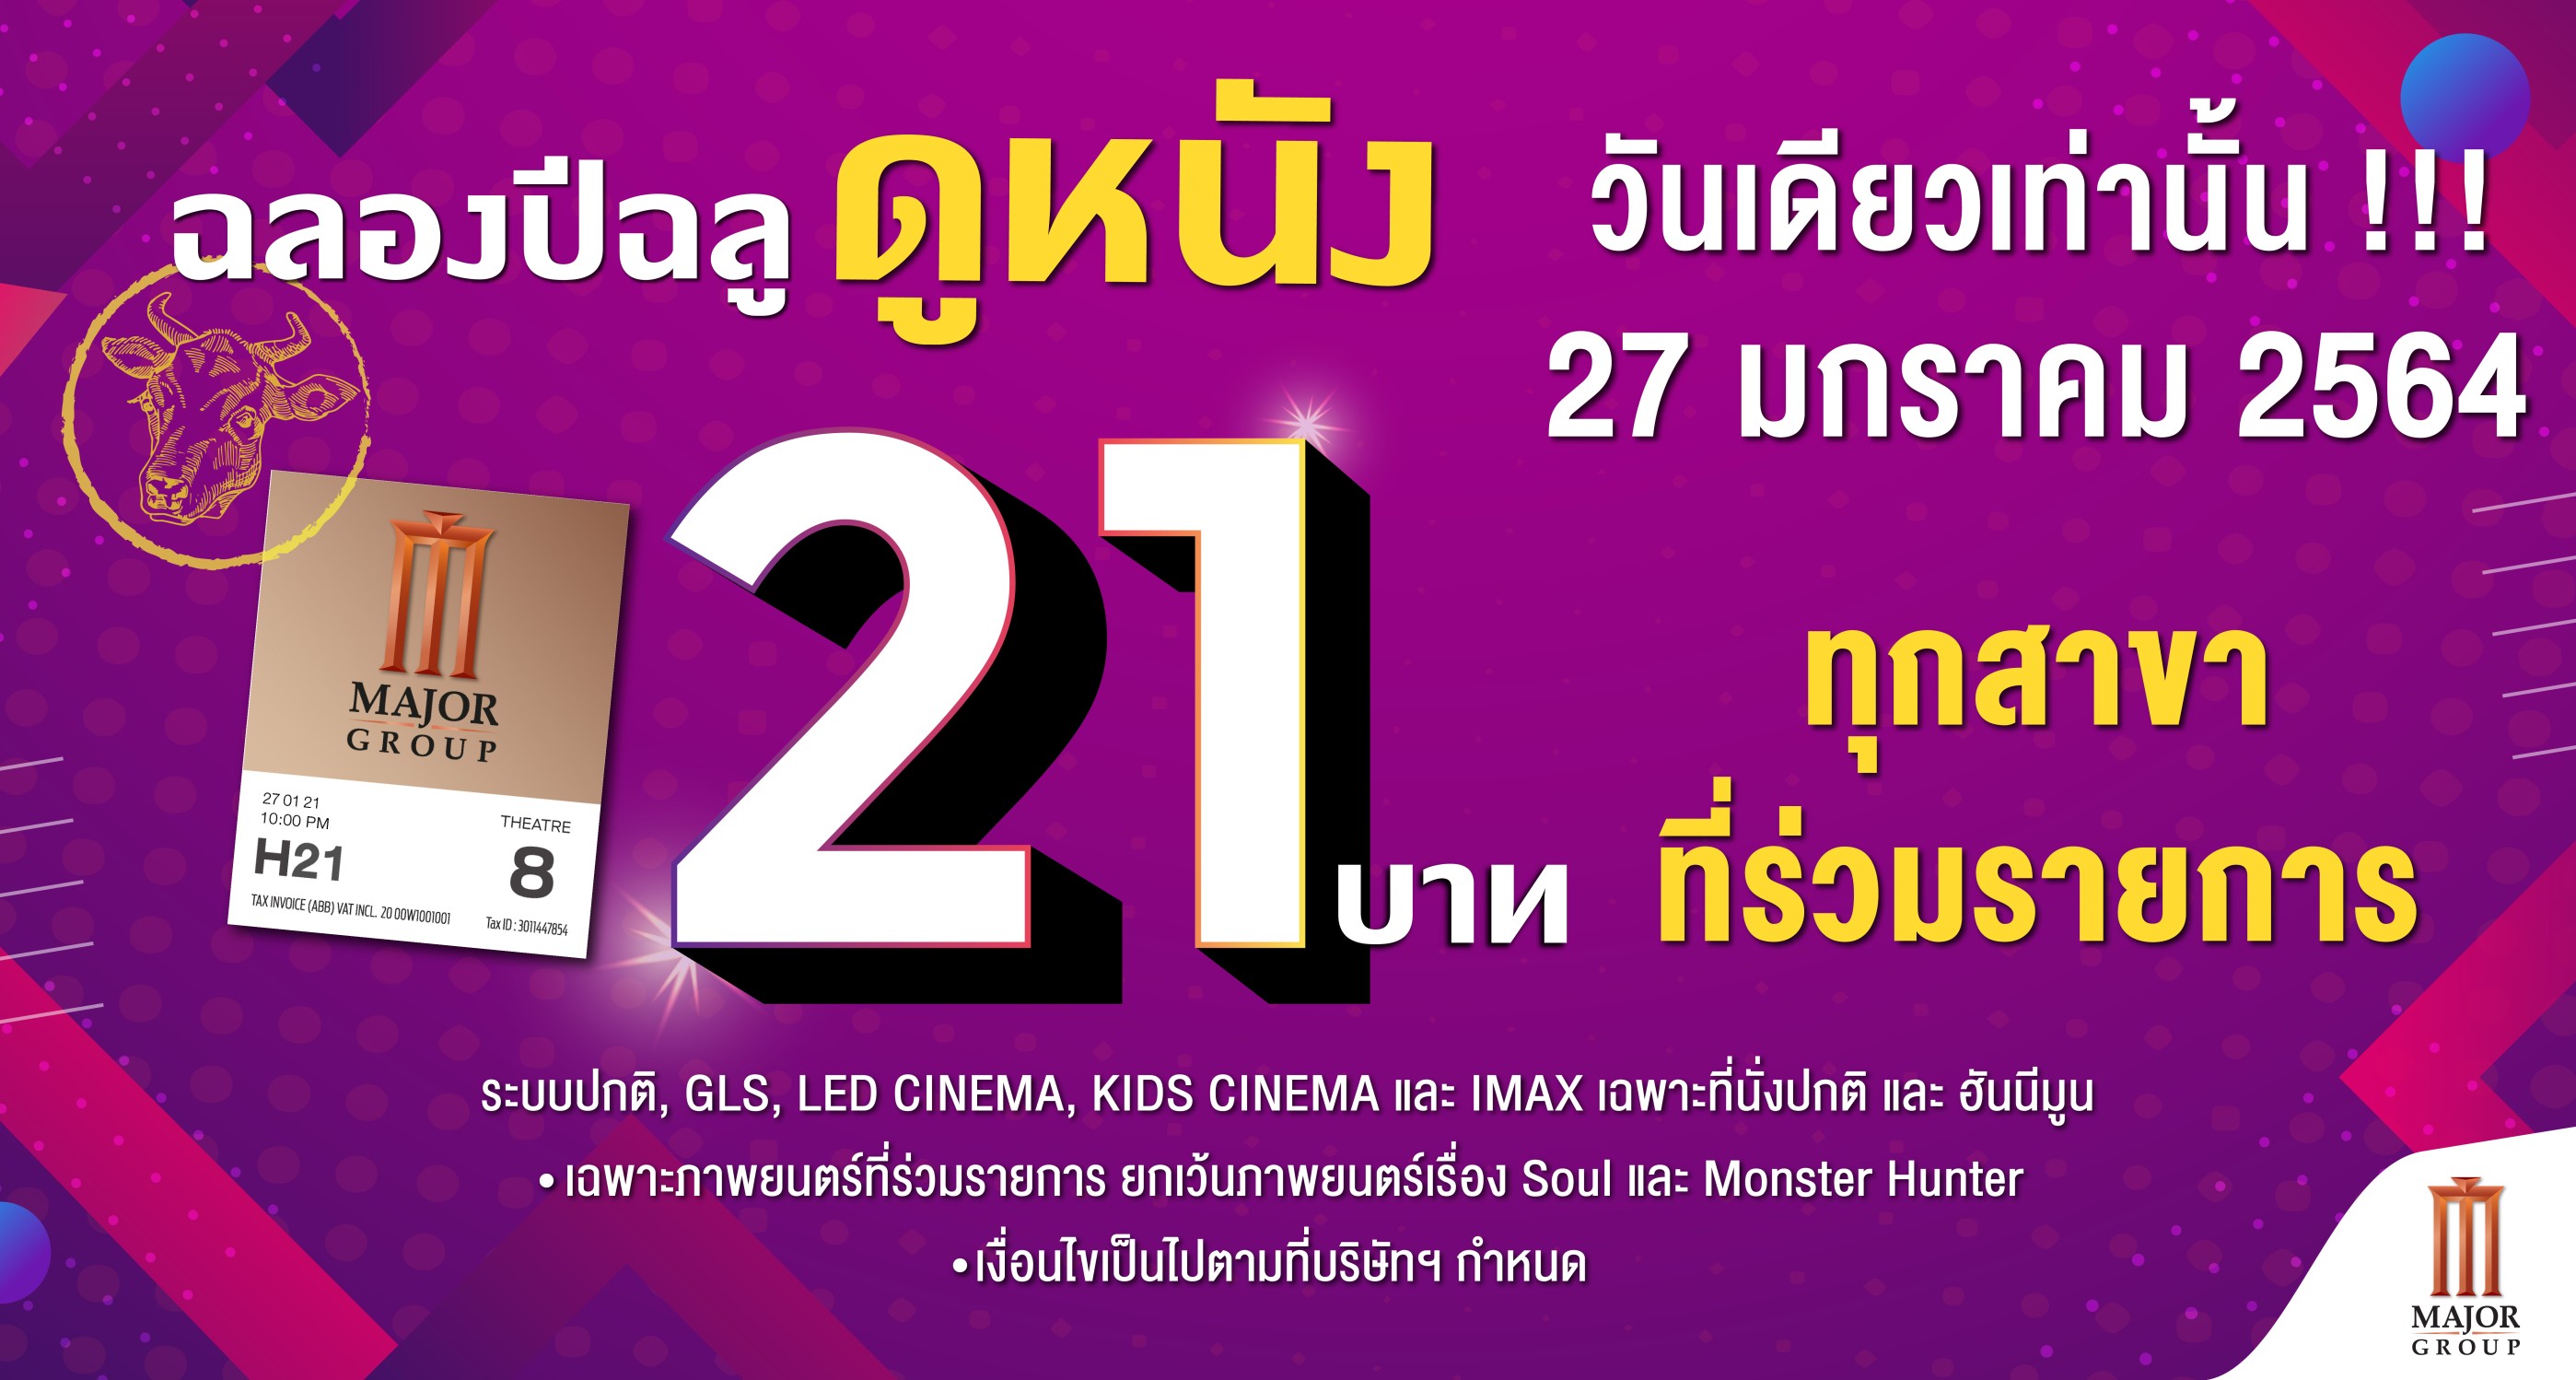 ฉลองปีฉลู ดูหนัง
21 บาท
วันเดียวเท่านั้น !!!
27 มกราคม 2564
ทุกสาขา
ที่ร่วมรายการ
MAJOR
GROUP
27 01 21
10:00 PM
H21
THEATRE
8
TAX INVOICE (ABB) VAT INCL. 20 00W1001001
Tax ID : 3011447854
ระบบปกติ, GLS, LED CINEMA, KIDS CINEMA และ IMAX เฉพาะที่นั่งปกติ และ ฮันนีมูน
• เฉพาะภาพยนตร์ที่ร่วมรายการ ยกเว้นภาพยนตร์เรื่อง Soul และ Monster Hunter
• เงื่อนไขเป็นไปตามที่บริษัทฯ กำหนด
MAJOR
GROUP